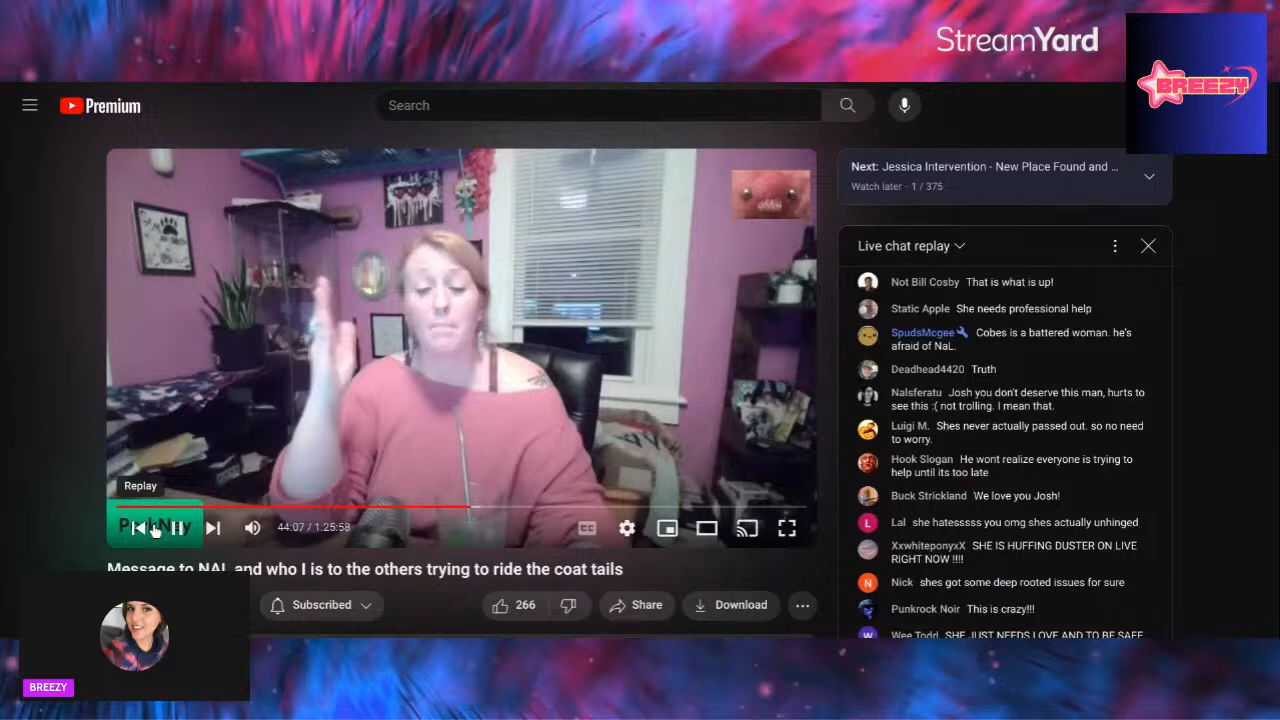 StreamYard
BREEZY
Premium
Search
Next: Jessica Intervention - New Place Found and ...
Watch later · 1 / 375
Live chat replay
Not Bill Cosby That is what is up!
Static Apple She needs professional help
SpudsMcgee Cobes is a battered woman. he's
afraid of NaL.
Deadhead4420 Truth
Nalsferatu Josh you don't deserve this man, hurts to
see this :( not trolling. I mean that.
Luigi M. Shes never actually passed out. so no need
to worry.
Hook Slogan He wont realize everyone is trying to
help until its too late
Buck Strickland We love you Josh!
L
Lal she hatesssss you omg shes actually unhinged
XxwhiteponyxX SHE IS HUFFING DUSTER ON LIVE
RIGHT NOW !!!!
N
Nick she's got some deep rooted issues for sure
Punkrock Noir This is crazy!!!
W
Wee Todd SHE JUST NEEDS LOVE AND TO BE SAFE
Replay
44:07 / 1:25:58
CC
Message to NAL and who I is to the others trying to ride the coat tails
Subscribed
266
Share
Download
BREEZY